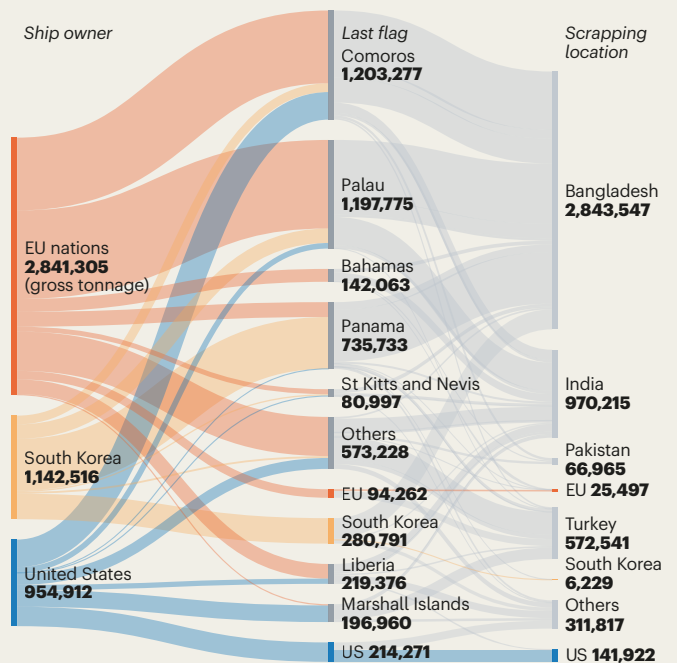 Ship owner
EU nations
2,841,305
(gross tonnage)
South Korea
1,142,516
United States
954,912
Last flag
Comoros
1,203,277
Palau
1,197,775
Bahamas
142,063
Panama
735,733
St Kitts and Nevis
80,997
Others
573,228
EU 94,262
South Korea
280,791
Liberia
219,376
Marshall Islands
196,960
US 214,271
Scrapping
location
Bangladesh
2,843,547
India
970,215
Pakistan
66,965
EU 25,497
Turkey
572,541
South Korea
6,229
Others
311,817
US 141,922